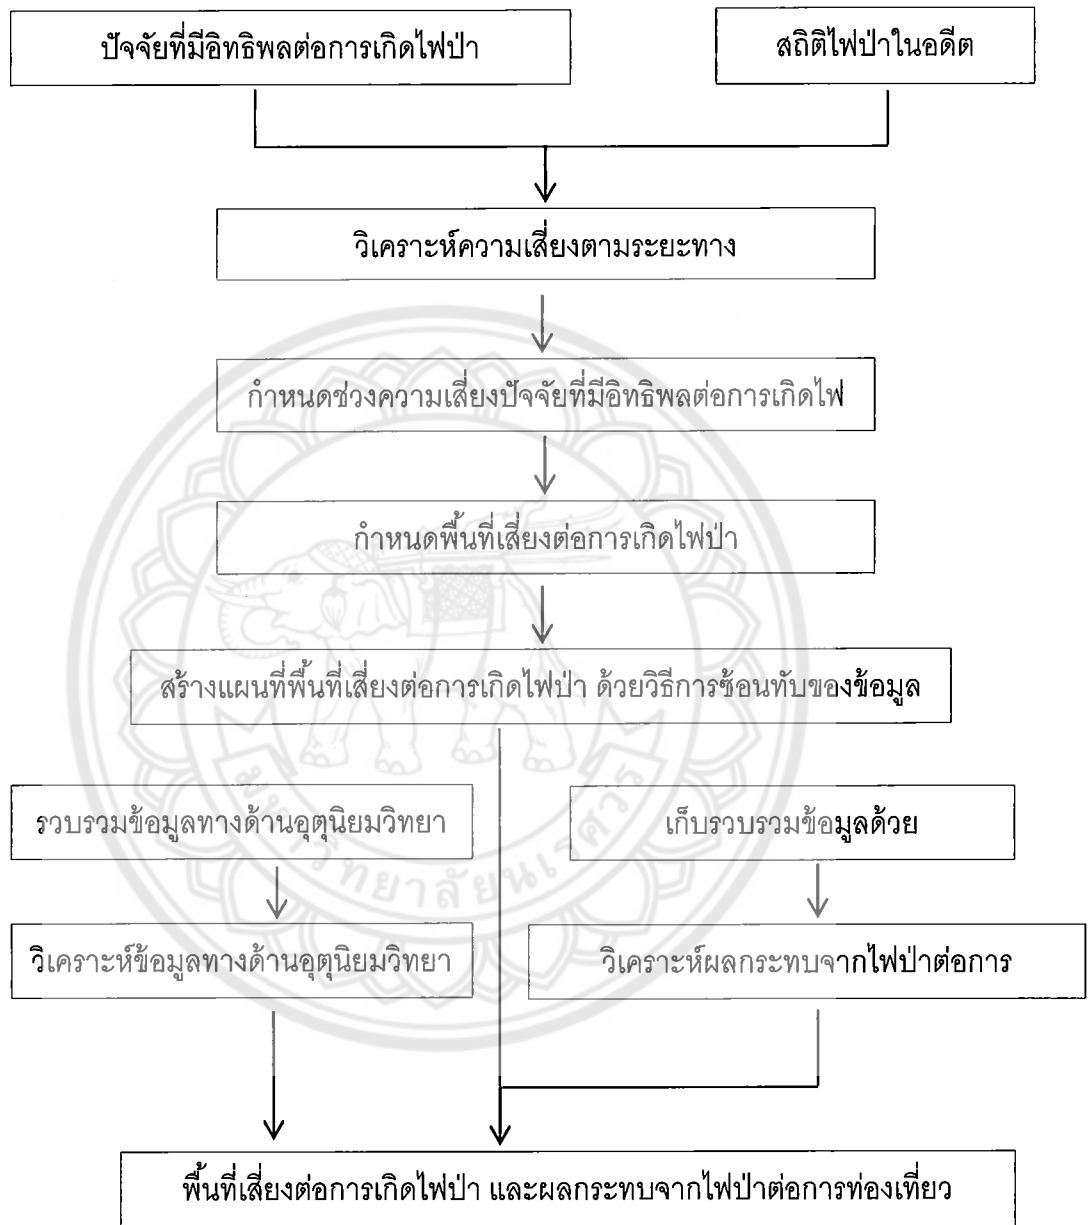 ปัจจัยที่มีอิทธิพลต่อการเกิดไฟป่า
สถิติไฟป่าในอดีต
วิเคราะห์ความเสี่ยงตามระยะทาง
กำหนดช่วงความเสี่ยงปัจจัยที่มีอิทธิพลต่อการเกิดไฟ
กำหนดพื้นที่เสี่ยงต่อการเกิดไฟป่า
สร้างแผนที่พื้นที่เสี่ยงต่อการเกิดไฟป่า ด้วยวิธีการซ้อนทับของข้อมูล
รวบรวมข้อมูลทางด้านอุตุนิยมวิทยา
เก็บรวบรวมข้อมูลด้วย
วิเคราะห์ข้อมูลทางด้านอุตุนิยมวิทยา
วิเคราะห์ผลกระทบจากไฟป่าต่อการ
พื้นที่เสี่ยงต่อการเกิดไฟป่า และผลกระทบจากไฟป่าต่อการท่องเที่ยว